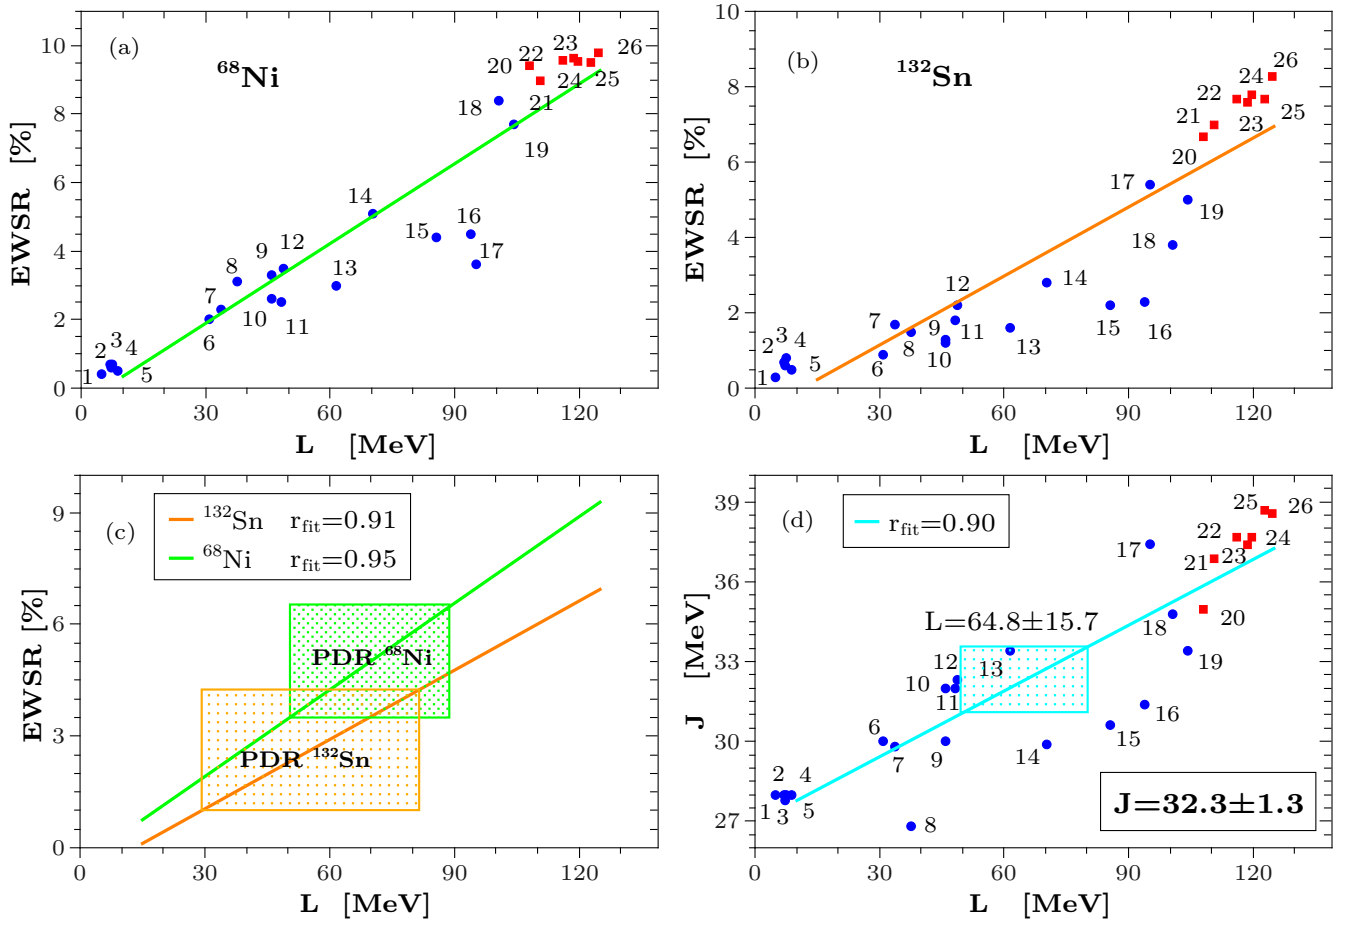 (a)
⁶⁸Ni
EWSR [%]
10
8
6
4
2
0
0 30 60 90 120
L [MeV]
1 2 3 4 5 6 7 8 9 10 11 12 13 14 15 16 17 18 19 20 21 22 23 24 25 26
(b)
¹³²Sn
EWSR [%]
10
8
6
4
2
0
0 30 60 90 120
L [MeV]
1 2 3 4 5 6 7 8 9 10 11 12 13 14 15 16 17 18 19 20 21 22 23 24 25 26
(c)
¹³²Sn r_fit=0.91
⁶⁸Ni r_fit=0.95
PDR ⁶⁸Ni
PDR ¹³²Sn
EWSR [%]
9
6
3
0
0 30 60 90 120
L [MeV]
(d)
r_fit=0.90
L=64.8±15.7
J=32.3±1.3
J [MeV]
39
36
33
30
27
0 30 60 90 120
L [MeV]
1 2 3 4 5 6 7 8 9 10 11 12 13 14 15 16 17 18 19 20 21 22 23 24 25 26